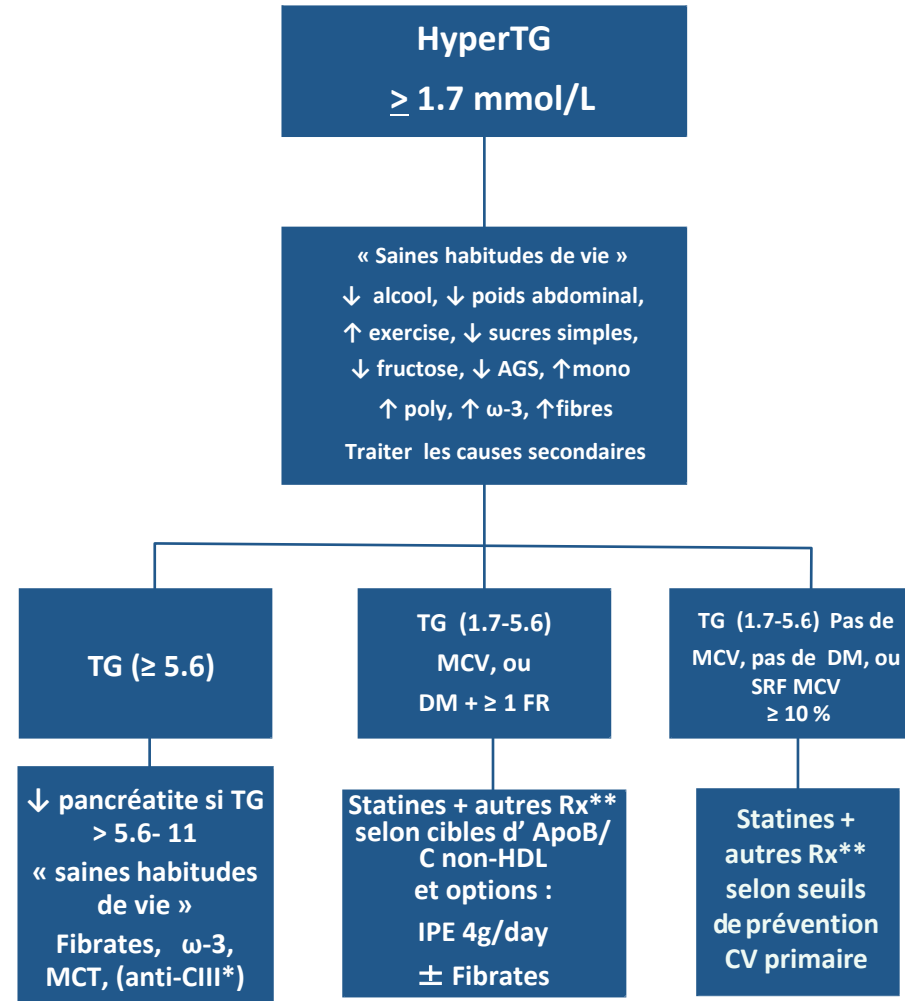 HyperTG
≥ 1.7 mmol/L
« Saines habitudes de vie »
↓ alcool, ↓ poids abdominal,
↑ exercise, ↓ sucres simples,
↓ fructose, ↓ AGS, ↑mono
↑ poly, ↑ ω-3, ↑fibres
Traiter les causes secondaires
TG (≥ 5.6)
↓ pancréatite si TG
> 5.6- 11
« saines habitudes
de vie »
Fibrates, ω-3,
MCT, (anti-CIII*)
TG (1.7-5.6)
MCV, ou
DM + ≥ 1 FR
Statines + autres Rx**
selon cibles d’ ApoB/
C non-HDL
et options :
IPE 4g/day
± Fibrates
TG (1.7-5.6) Pas de
MCV, pas de DM, ou
SRF MCV
≥ 10 %
Statines +
autres Rx**
selon seuils
de prévention
CV primaire